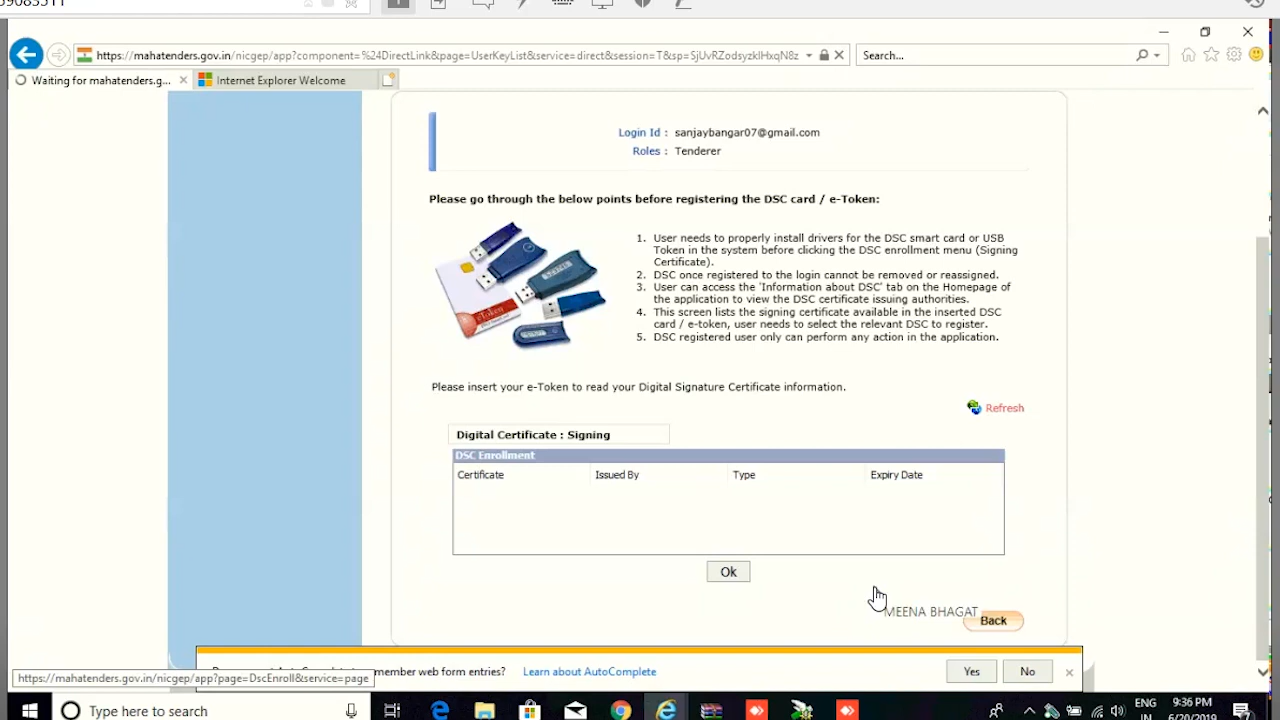 https://mahatenders.gov.in/nicgep/app?component=%24DirectLink&page=UserKeyList&service=direct&session=T&sp=SjUvRZodsyzklHxqN8z
Search...
Waiting for mahatenders.g...
Internet Explorer Welcome
Login Id : sanjaybangar07@gmail.com
Roles : Tenderer
Please go through the below points before registering the DSC card / e-Token:
1. User needs to properly install drivers for the DSC smart card or USB
Token in the system before clicking the DSC enrollment menu (Signing
Certificate).
2. DSC once registered to the login cannot be removed or reassigned.
3. User can access the 'Information about DSC' tab on the Homepage of
the application to view the DSC certificate issuing authorities.
4. This screen lists the signing certificate available in the inserted DSC
card / e-token, user needs to select the relevant DSC to register.
5. DSC registered user only can perform any action in the application.
eToken
Please insert your e-Token to read your Digital Signature Certificate information.
Refresh
Digital Certificate : Signing
DSC Enrollment
Certificate Issued By Type Expiry Date
Ok
MEENA BHAGAT
Back
member web form entries? Learn about AutoComplete Yes No
https://mahatenders.gov.in/nicgep/app?page=DscEnroll&service=page
Type here to search
ENG 9:36 PM
IN